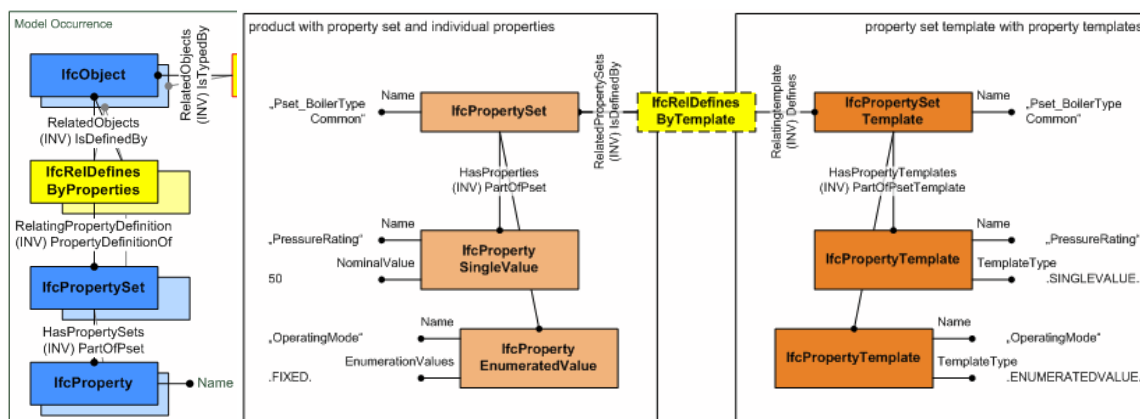 Model Occurrence
IfcObject
RelatedObjects
(INV) IsTypedBy
RelatedObjects
(INV) IsDefinedBy
IfcRelDefines
ByProperties
RelatingPropertyDefinition
(INV) PropertyDefinitionOf
IfcPropertySet
HasPropertySets
(INV) PartOfPset
IfcProperty
Name
product with property set and individual properties
„Pset_BoilerType
Common“
Name
IfcPropertySet
RelatedPropertySets
(INV) IsDefinedBy
HasProperties
(INV) PartOfPset
„PressureRating“
Name
NominalValue
50
IfcProperty
SingleValue
„OperatingMode“
Name
EnumerationValues
.FIXED.
IfcProperty
EnumeratedValue
IfcRelDefines
ByTemplate
property set template with property templates
Relatingtemplate
(INV) Defines
IfcPropertySet
Template
Name
„Pset_BoilerType
Common“
HasPropertyTemplates
(INV) PartOfPsetTemplate
IfcPropertyTemplate
Name
„PressureRating“
TemplateType
.SINGLEVALUE.
IfcPropertyTemplate
Name
„OperatingMode“
TemplateType
.ENUMERATEDVALUE.